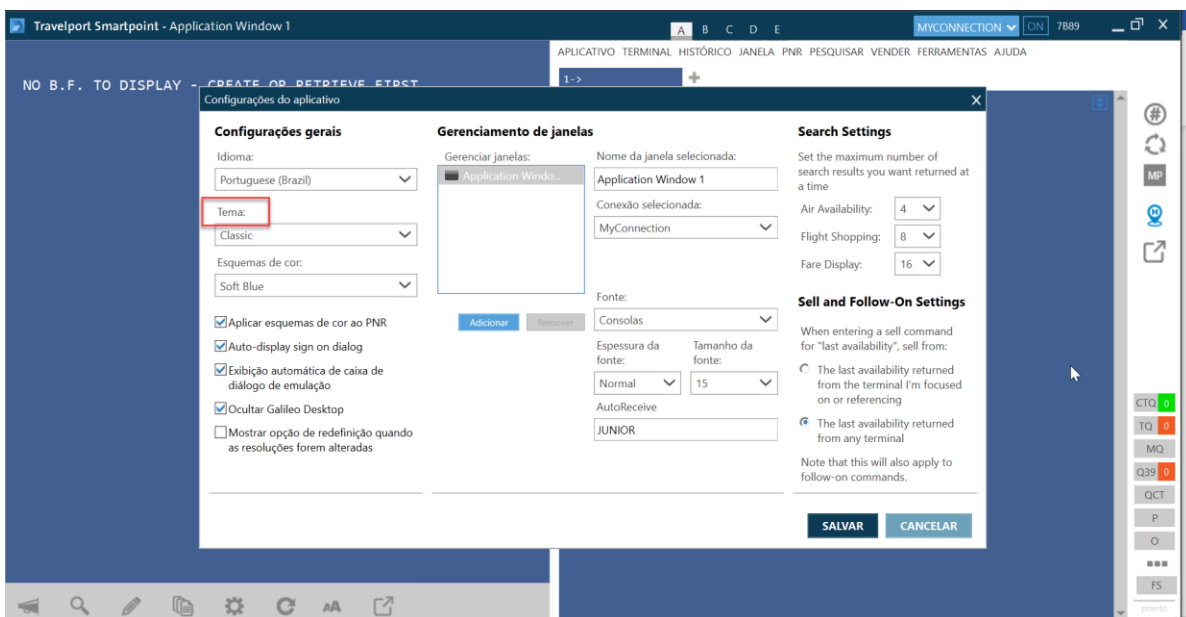 Travelport Smartpoint - Application Window 1
A B C D E
MYCONNECTION ON 7B89
APLICATIVO TERMINAL HISTÓRICO JANELA PNR PESQUISAR VENDER FERRAMENTAS AJUDA
1->
NO B.F. TO DISPLAY - CREATE OR RETRIEVE FIRST
Configurações do aplicativo
X
Configurações gerais
Idioma:
Portuguese (Brazil)
Tema:
Classic
Esquemas de cor:
Soft Blue
Aplicar esquemas de cor ao PNR
Auto-display sign on dialog
Exibição automática de caixa de
diálogo de emulação
Ocultar Galileo Desktop
Mostrar opção de redefinição quando
as resoluções forem alteradas
Gerenciamento de janelas
Gerenciar janelas:
Application Windo...
Adicionar
Remover
Nome da janela selecionada:
Application Window 1
Conexão selecionada:
MyConnection
Fonte:
Consolas
Espessura da
fonte:
Normal
Tamanho da
fonte:
15
AutoReceive
JUNIOR
Search Settings
Set the maximum number of
search results you want returned at
a time
Air Availability: 4
Flight Shopping: 8
Fare Display: 16
Sell and Follow-On Settings
When entering a sell command
for "last availability", sell from:
The last availability returned
from the terminal I'm focused
on or referencing
The last availability returned
from any terminal
Note that this will also apply to
follow-on commands.
SALVAR
CANCELAR
#
MP
H
CTQ 0
TQ 0
MQ
Q39 0
QCT
P
O
FS
pronto
AA